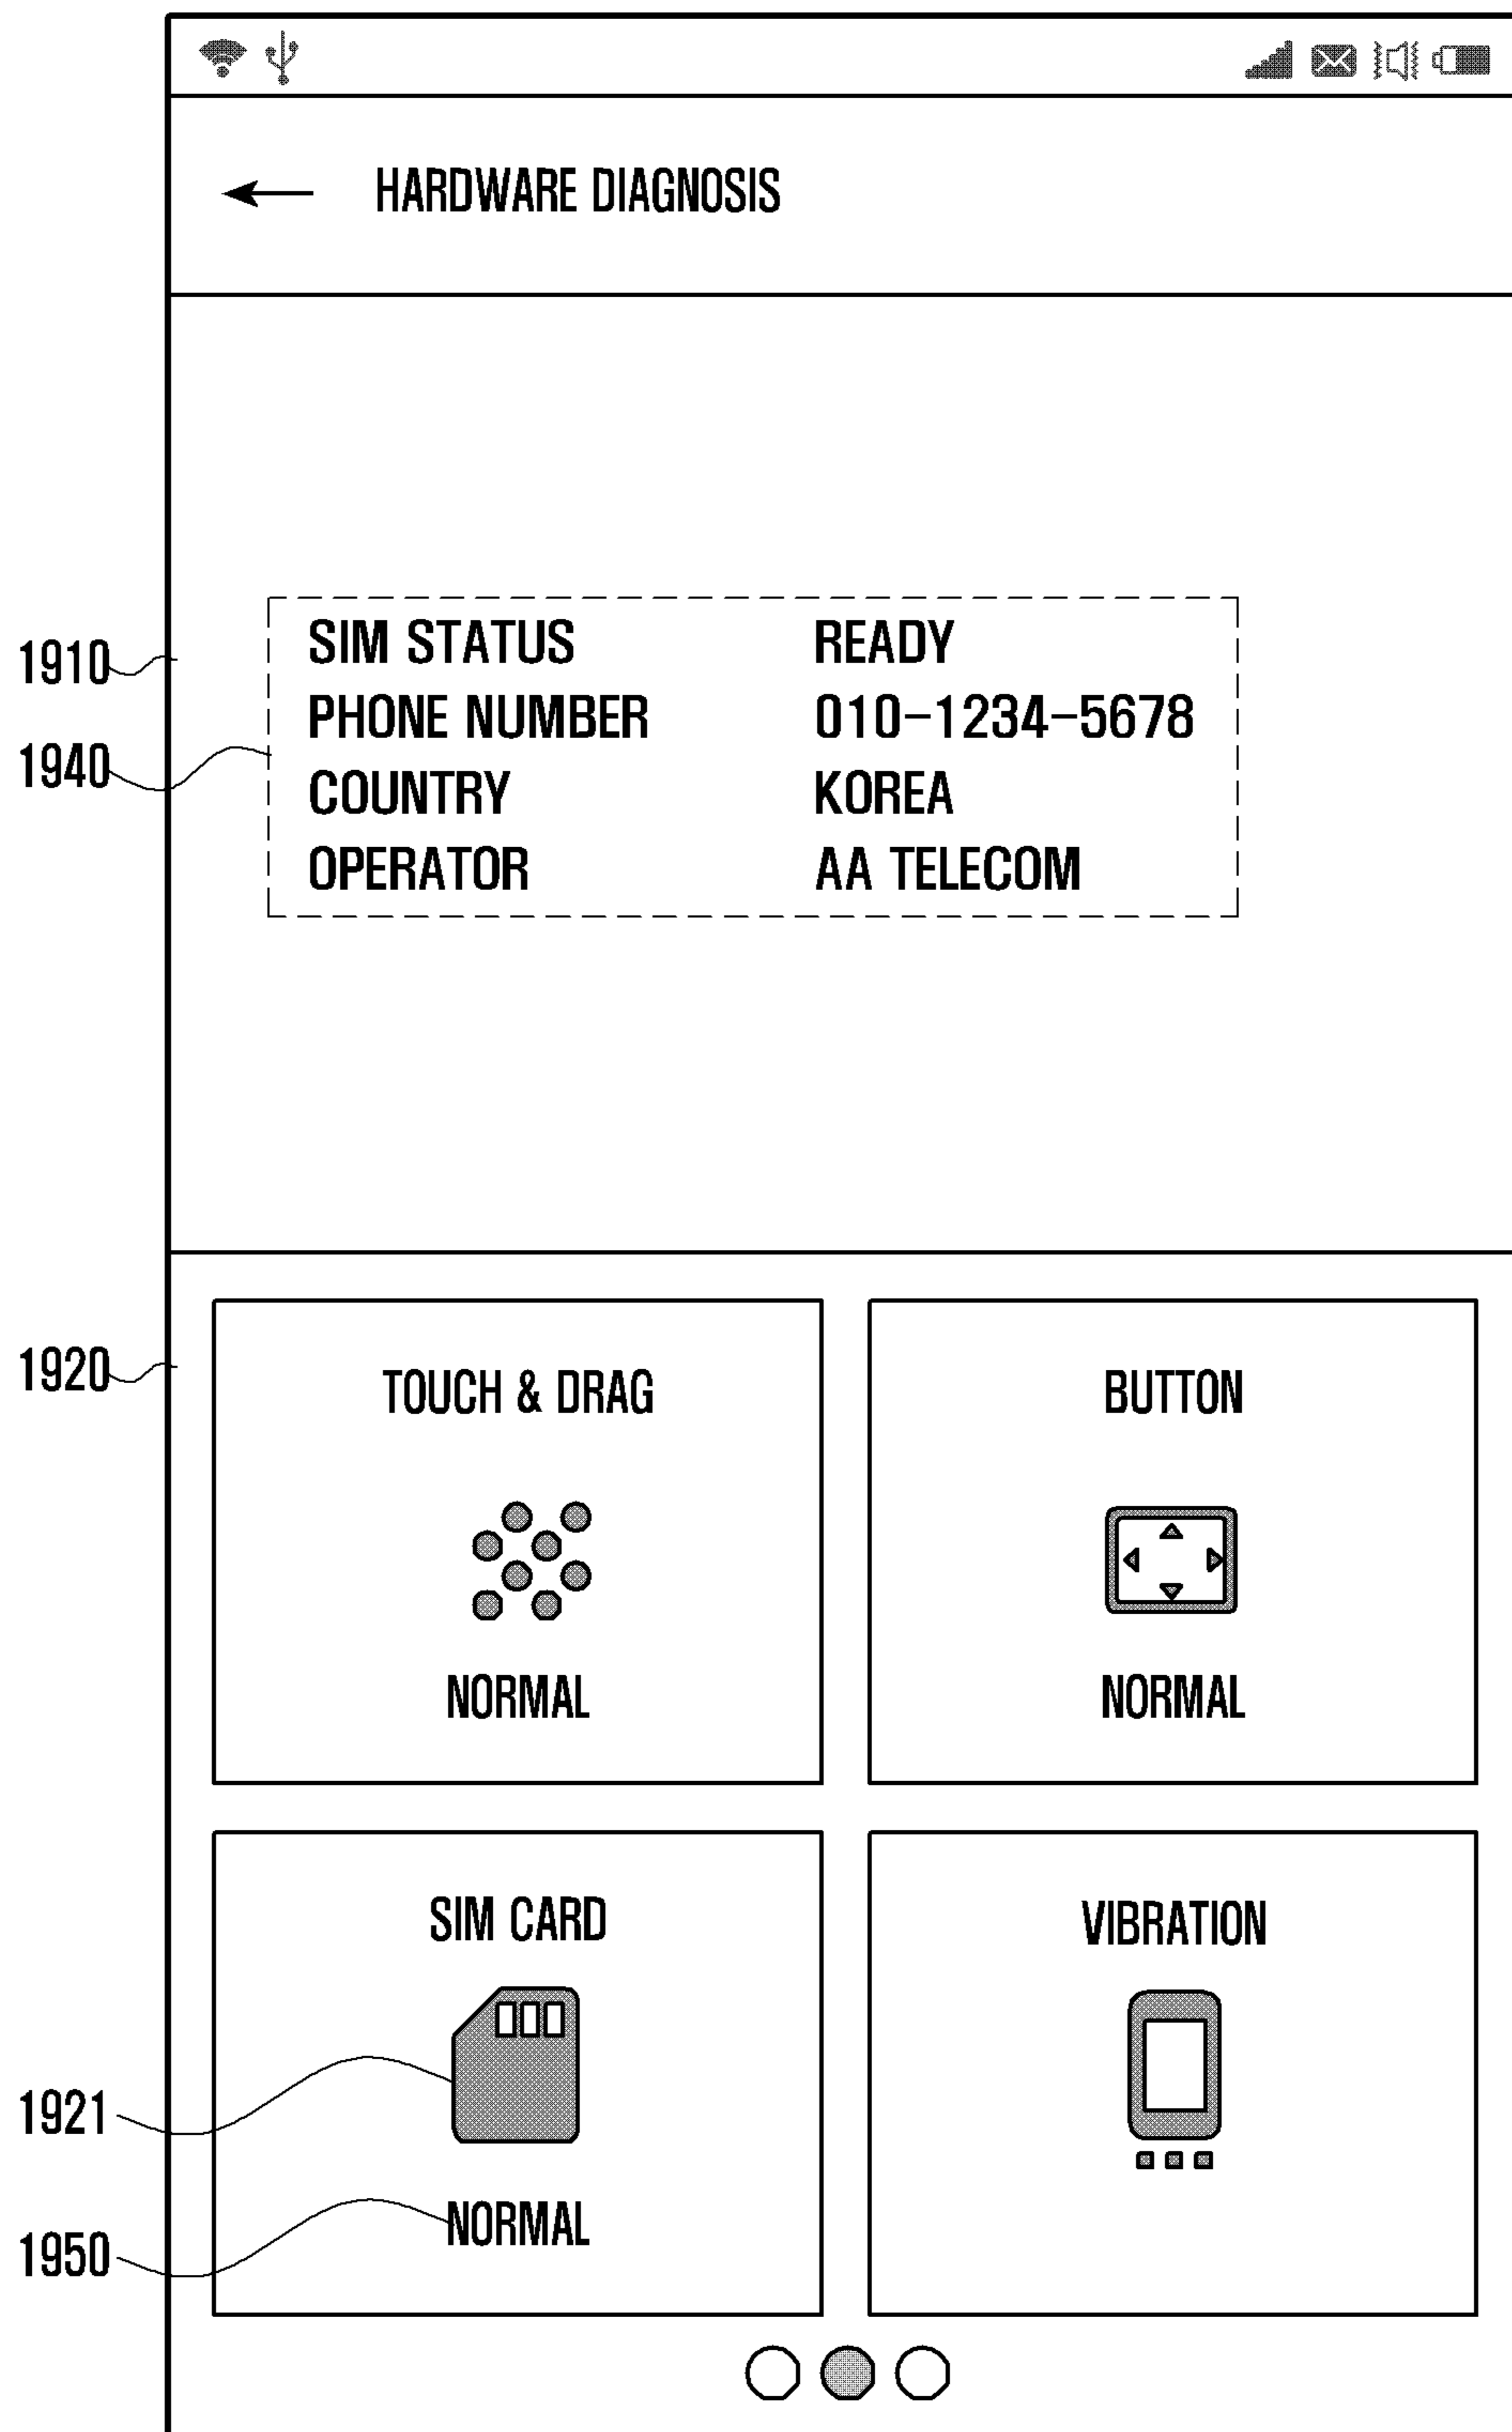 HARDWARE DIAGNOSIS
SIM STATUS READY
1910
PHONE NUMBER 010-1234-5678
1940
COUNTRY KOREA
OPERATOR AA TELECOM
1920
TOUCH & DRAG BUTTON
NORMAL NORMAL
SIM CARD VIBRATION
1921
NORMAL
1950